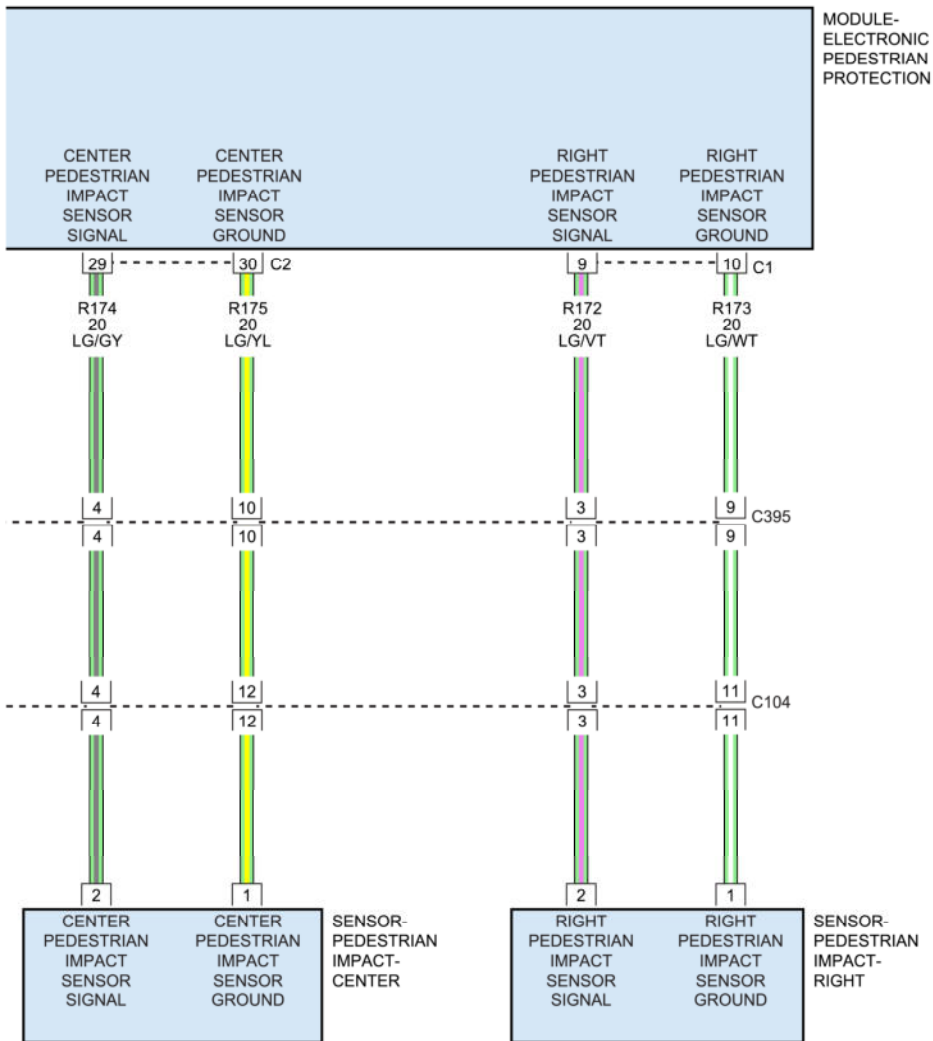 MODULE-
ELECTRONIC
PEDESTRIAN
PROTECTION
CENTER
PEDESTRIAN
IMPACT
SENSOR
SIGNAL
CENTER
PEDESTRIAN
IMPACT
SENSOR
GROUND
RIGHT
PEDESTRIAN
IMPACT
SENSOR
SIGNAL
RIGHT
PEDESTRIAN
IMPACT
SENSOR
GROUND
29
30
C2
9
10
C1
R174
20
LG/GY
R175
20
LG/YL
R172
20
LG/VT
R173
20
LG/WT
4
10
3
9
C395
4
10
3
9
4
12
3
11
C104
4
12
3
11
2
1
2
1
CENTER
PEDESTRIAN
IMPACT
SENSOR
SIGNAL
CENTER
PEDESTRIAN
IMPACT
SENSOR
GROUND
SENSOR-
PEDESTRIAN
IMPACT-
CENTER
RIGHT
PEDESTRIAN
IMPACT
SENSOR
SIGNAL
RIGHT
PEDESTRIAN
IMPACT
SENSOR
GROUND
SENSOR-
PEDESTRIAN
IMPACT-
RIGHT